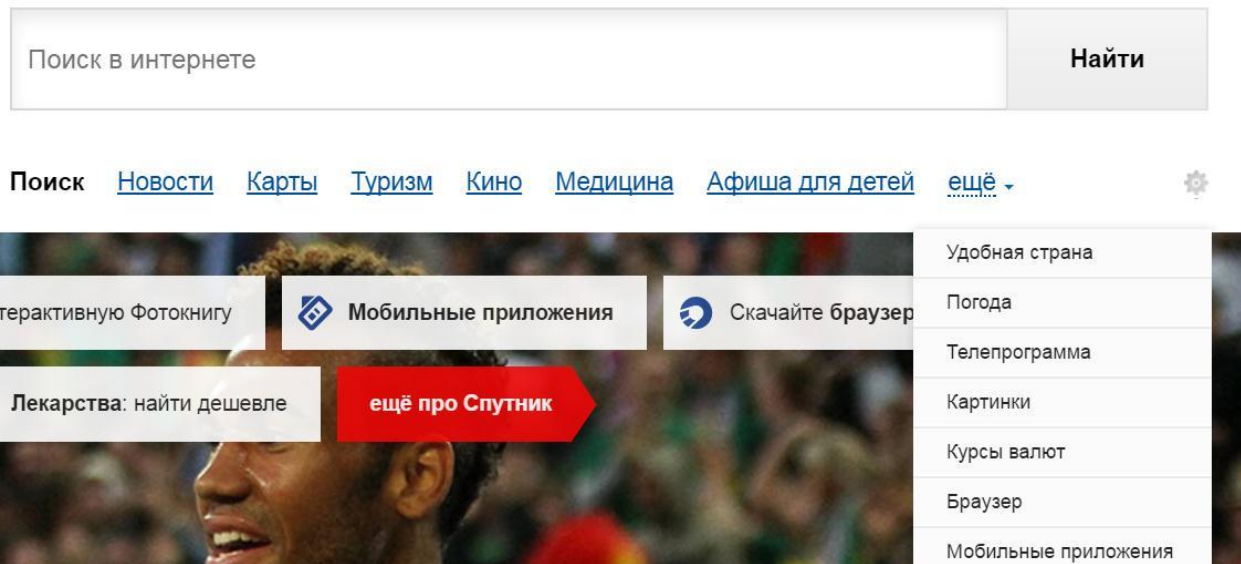 Поиск в интернете
Найти
Поиск Новости Карты Туризм Кино Медицина Афиша для детей ещё
Удобная страна
Погода
Телепрограмма
Картинки
Курсы валют
Браузер
Мобильные приложения
терактивную Фотокнигу
Мобильные приложения
Скачайте браузер
Лекарства: найти дешевле
ещё про Спутник